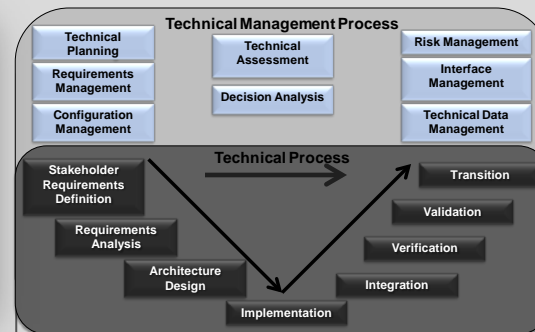 Technical Management Process
Technical
Planning
Requirements
Management
Configuration
Management
Technical
Assessment
Decision Analysis
Risk Management
Interface
Management
Technical Data
Management
Technical Process
Stakeholder
Requirements
Definition
Requirements
Analysis
Architecture
Design
Implementation
Integration
Verification
Validation
Transition